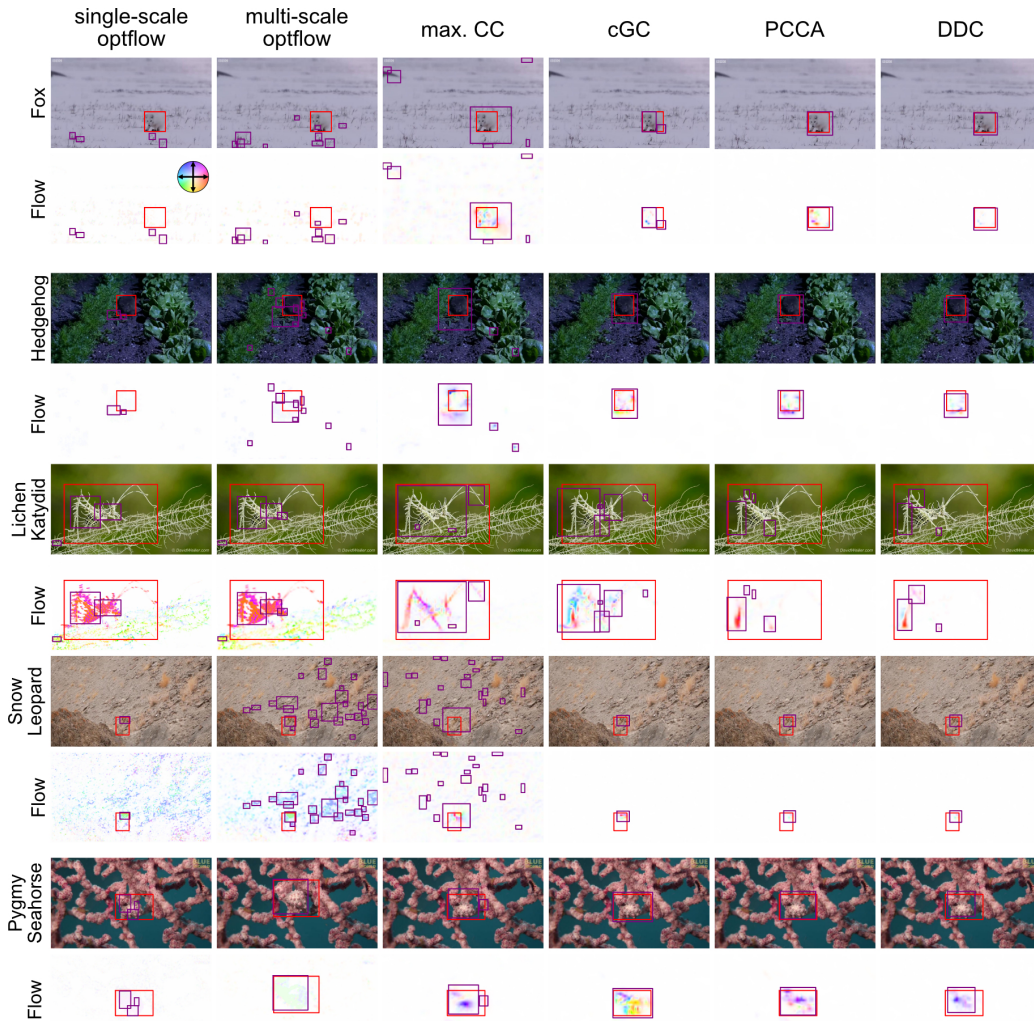 single-scale
optflow
multi-scale
optflow
max. CC
cGC
PCCA
DDC
Fox
Flow
Hedgehog
Flow
Lichen
Katydid
Flow
Snow
Leopard
Flow
Pygmy
Seahorse
Flow